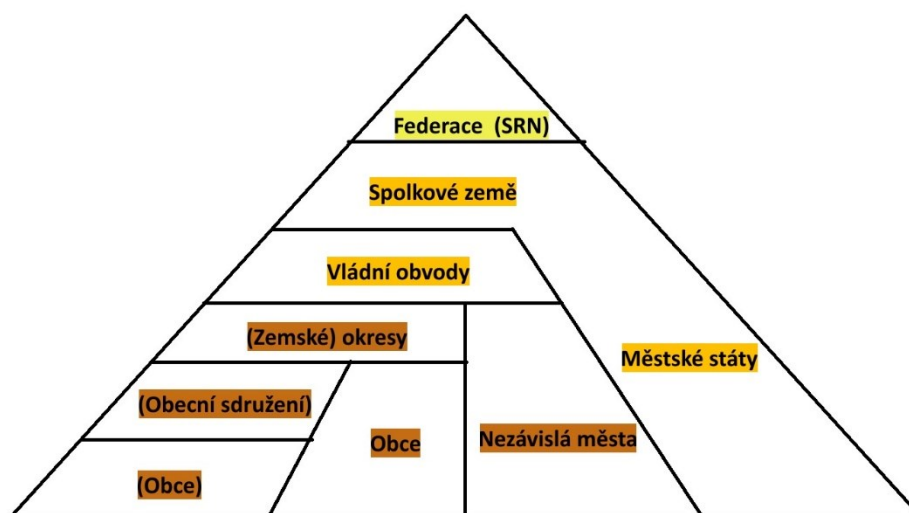 Federace (SRN)
Spolkové země
Vládní obvody
(Zemské) okresy
Městské státy
(Obecní sdružení)
Obce
Nezávislá města
(Obce)